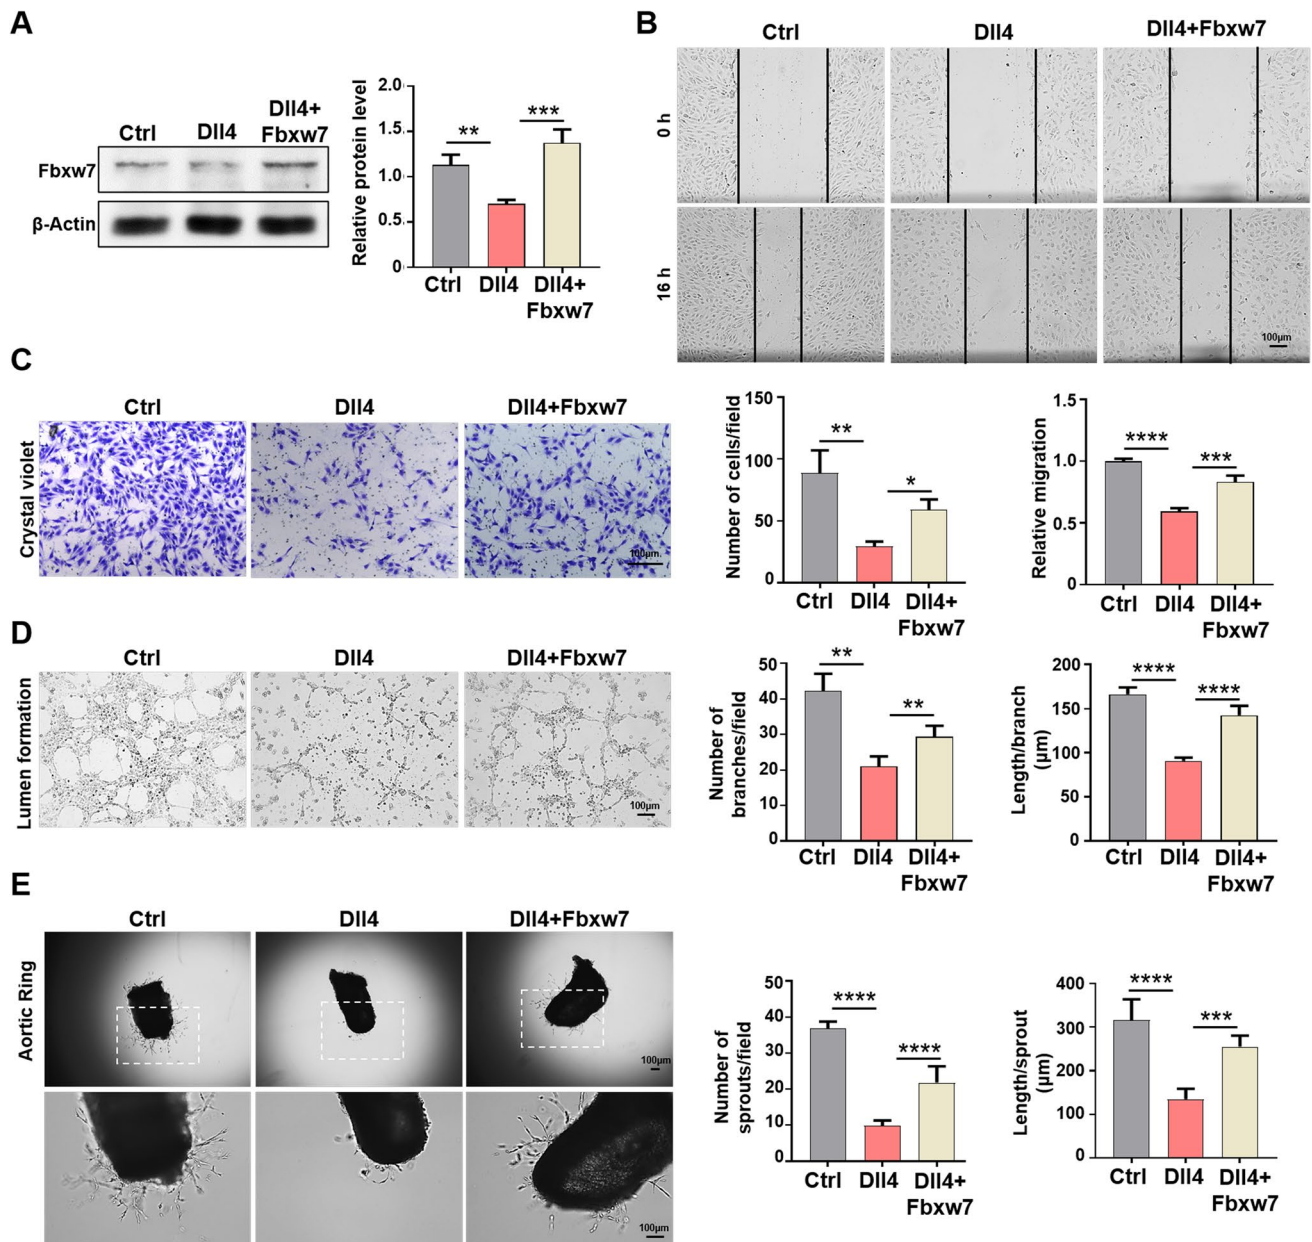 A
Ctrl
Dll4
Dll4+
Fbxw7
Fbxw7
β-Actin
Relative protein level
2.0
1.5
1.0
0.5
0
**
***
Ctrl
Dll4
Dll4+
Fbxw7
B
Ctrl
Dll4
Dll4+Fbxw7
0 h
16 h
100µm
C
Ctrl
Dll4
Dll4+Fbxw7
Crystal violet
100µm
Number of cells/field
150
100
50
0
**
*
Ctrl
Dll4
Dll4+
Fbxw7
Relative migration
1.5
1.0
0.5
0
****
***
Ctrl
Dll4
Dll4+
Fbxw7
D
Ctrl
Dll4
Dll4+Fbxw7
Lumen formation
100µm
Number of
branches/field
50
40
30
20
10
0
**
**
Ctrl
Dll4
Dll4+
Fbxw7
Length/branch
(µm)
200
150
100
50
0
****
****
Ctrl
Dll4
Dll4+
Fbxw7
E
Ctrl
Dll4
Dll4+Fbxw7
Aortic Ring
100µm
100µm
Number of
sprouts/field
50
40
30
20
10
0
****
****
Ctrl
Dll4
Dll4+
Fbxw7
Length/sprout
(µm)
400
300
200
100
0
****
***
Ctrl
Dll4
Dll4+
Fbxw7